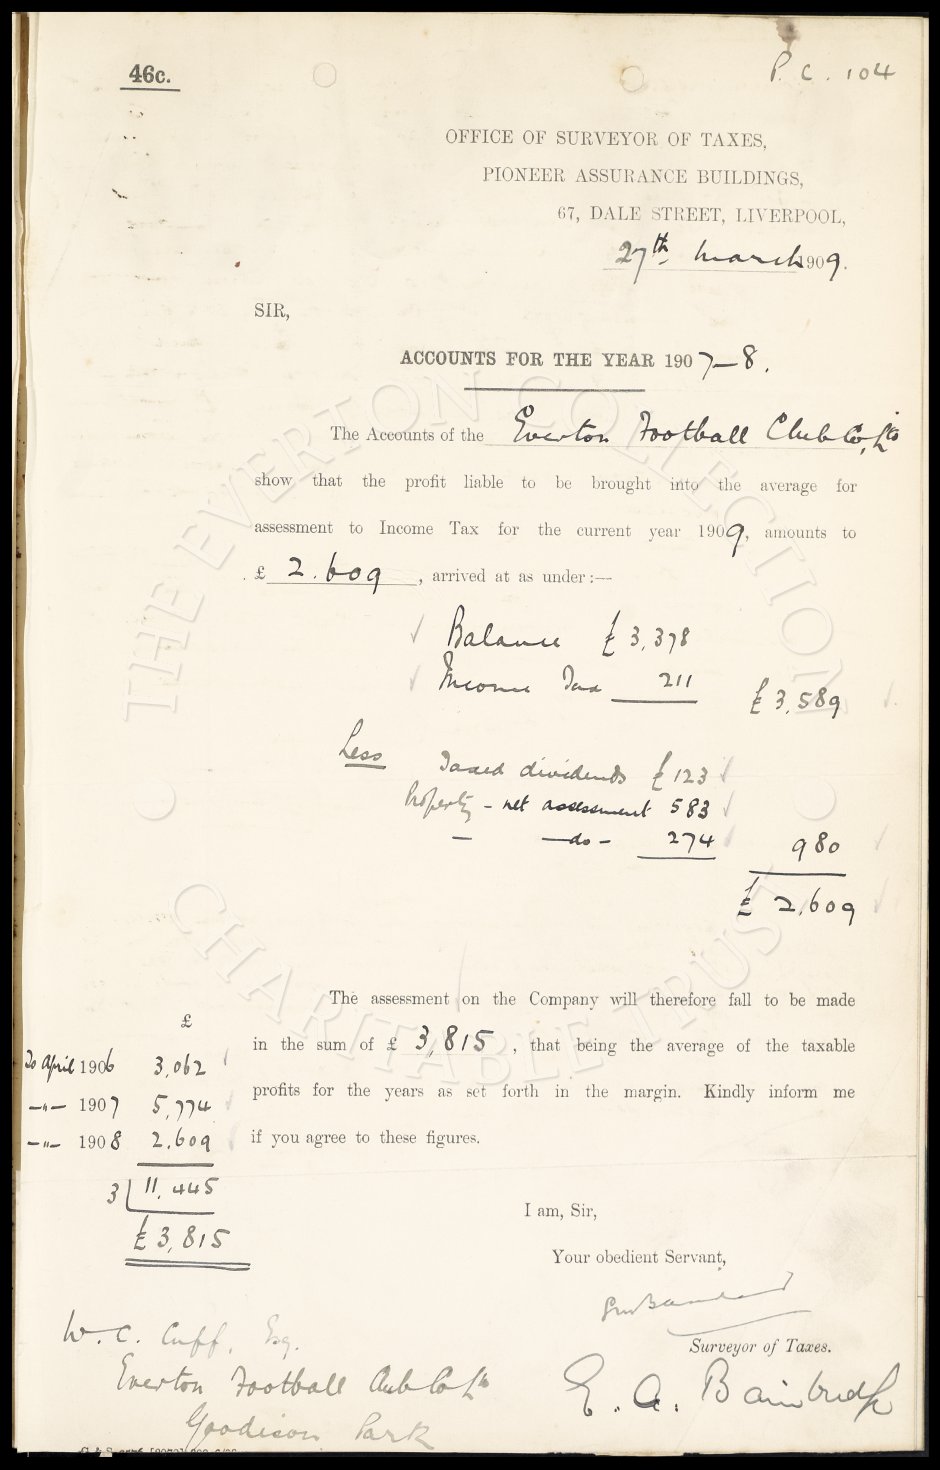 46c.
P. C. 104
OFFICE OF SURVEYOR OF TAXES,
PIONEER ASSURANCE BUILDINGS,
67, DALE STREET, LIVERPOOL,
27th March 1909.
SIR,
ACCOUNTS FOR THE YEAR 1907–8.
The Accounts of the Everton Football Club Co, Ld
show that the profit liable to be brought into the average for
assessment to Income Tax for the current year 1909, amounts to
£ 2.609 , arrived at as under:—
Balance £ 3,378
Income Tax 211 £ 3,589
Less Taxed dividends £ 123
Property – net assessment 583
– –do– 274 980
£ 2,609
The assessment on the Company will therefore fall to be made
in the sum of £ 3,815 , that being the average of the taxable
profits for the years as set forth in the margin. Kindly inform me
if you agree to these figures.
£
To April 1906 3,062
–"– 1907 5,774
–"– 1908 2.609
3 11,445
£ 3,815
I am, Sir,
Your obedient Servant,
Surveyor of Taxes.
E. A. Bainbridge
W. C. Cuff, Esq.
Everton Football Club Co Ld
Goodison Park
THE EVERTON COLLECTION
CHARITABLE TRUST